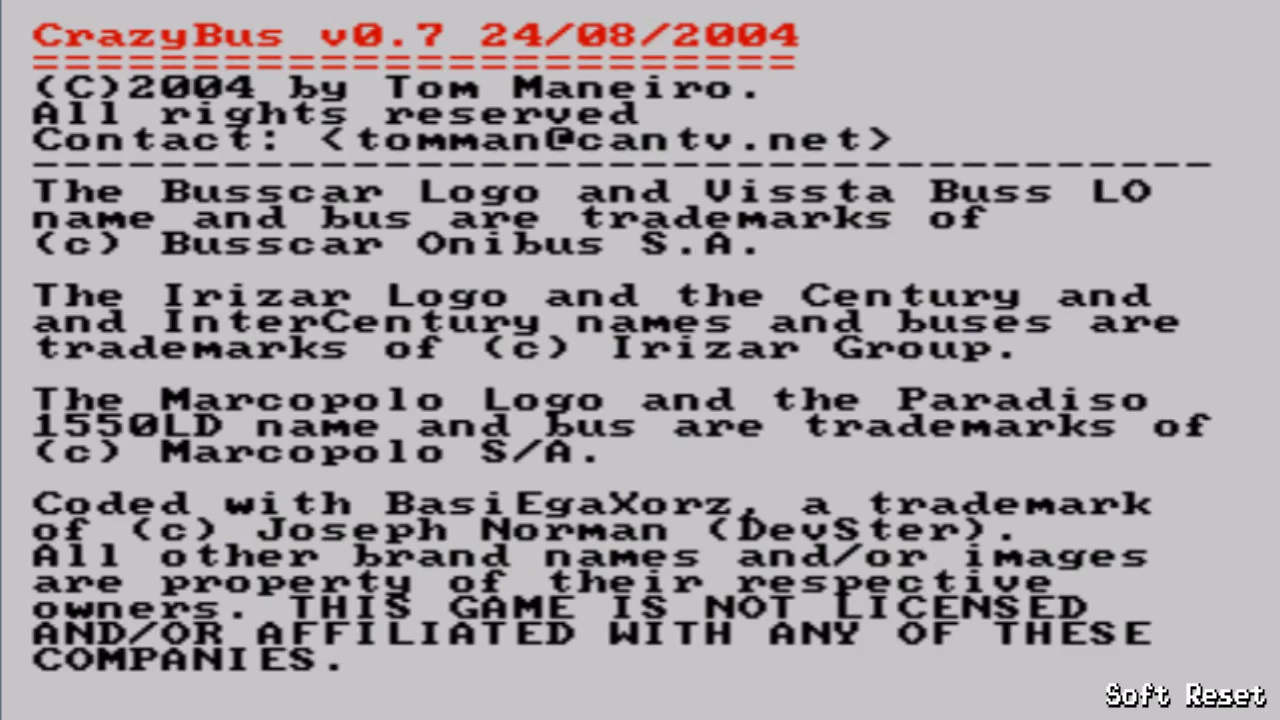 CrazyBus v0.7 24/08/2004
========================
(C)2004 by Tom Maneiro.
All rights reserved
Contact: <tomman@cantv.net>
-------------------------------------
The Busscar Logo and Vissta Buss LO
name and bus are trademarks of
(c) Busscar Onibus S.A.
The Irizar Logo and the Century and
and InterCentury names and buses are
trademarks of (c) Irizar Group.
The Marcopolo Logo and the Paradiso
1550LD name and bus are trademarks of
(c) Marcopolo S/A.
Coded with BasiEgaXorz, a trademark
of (c) Joseph Norman (DevSter).
All other brand names and/or images
are property of their respective
owners. THIS GAME IS NOT LICENSED
AND/OR AFFILIATED WITH ANY OF THESE
COMPANIES.
Soft Reset